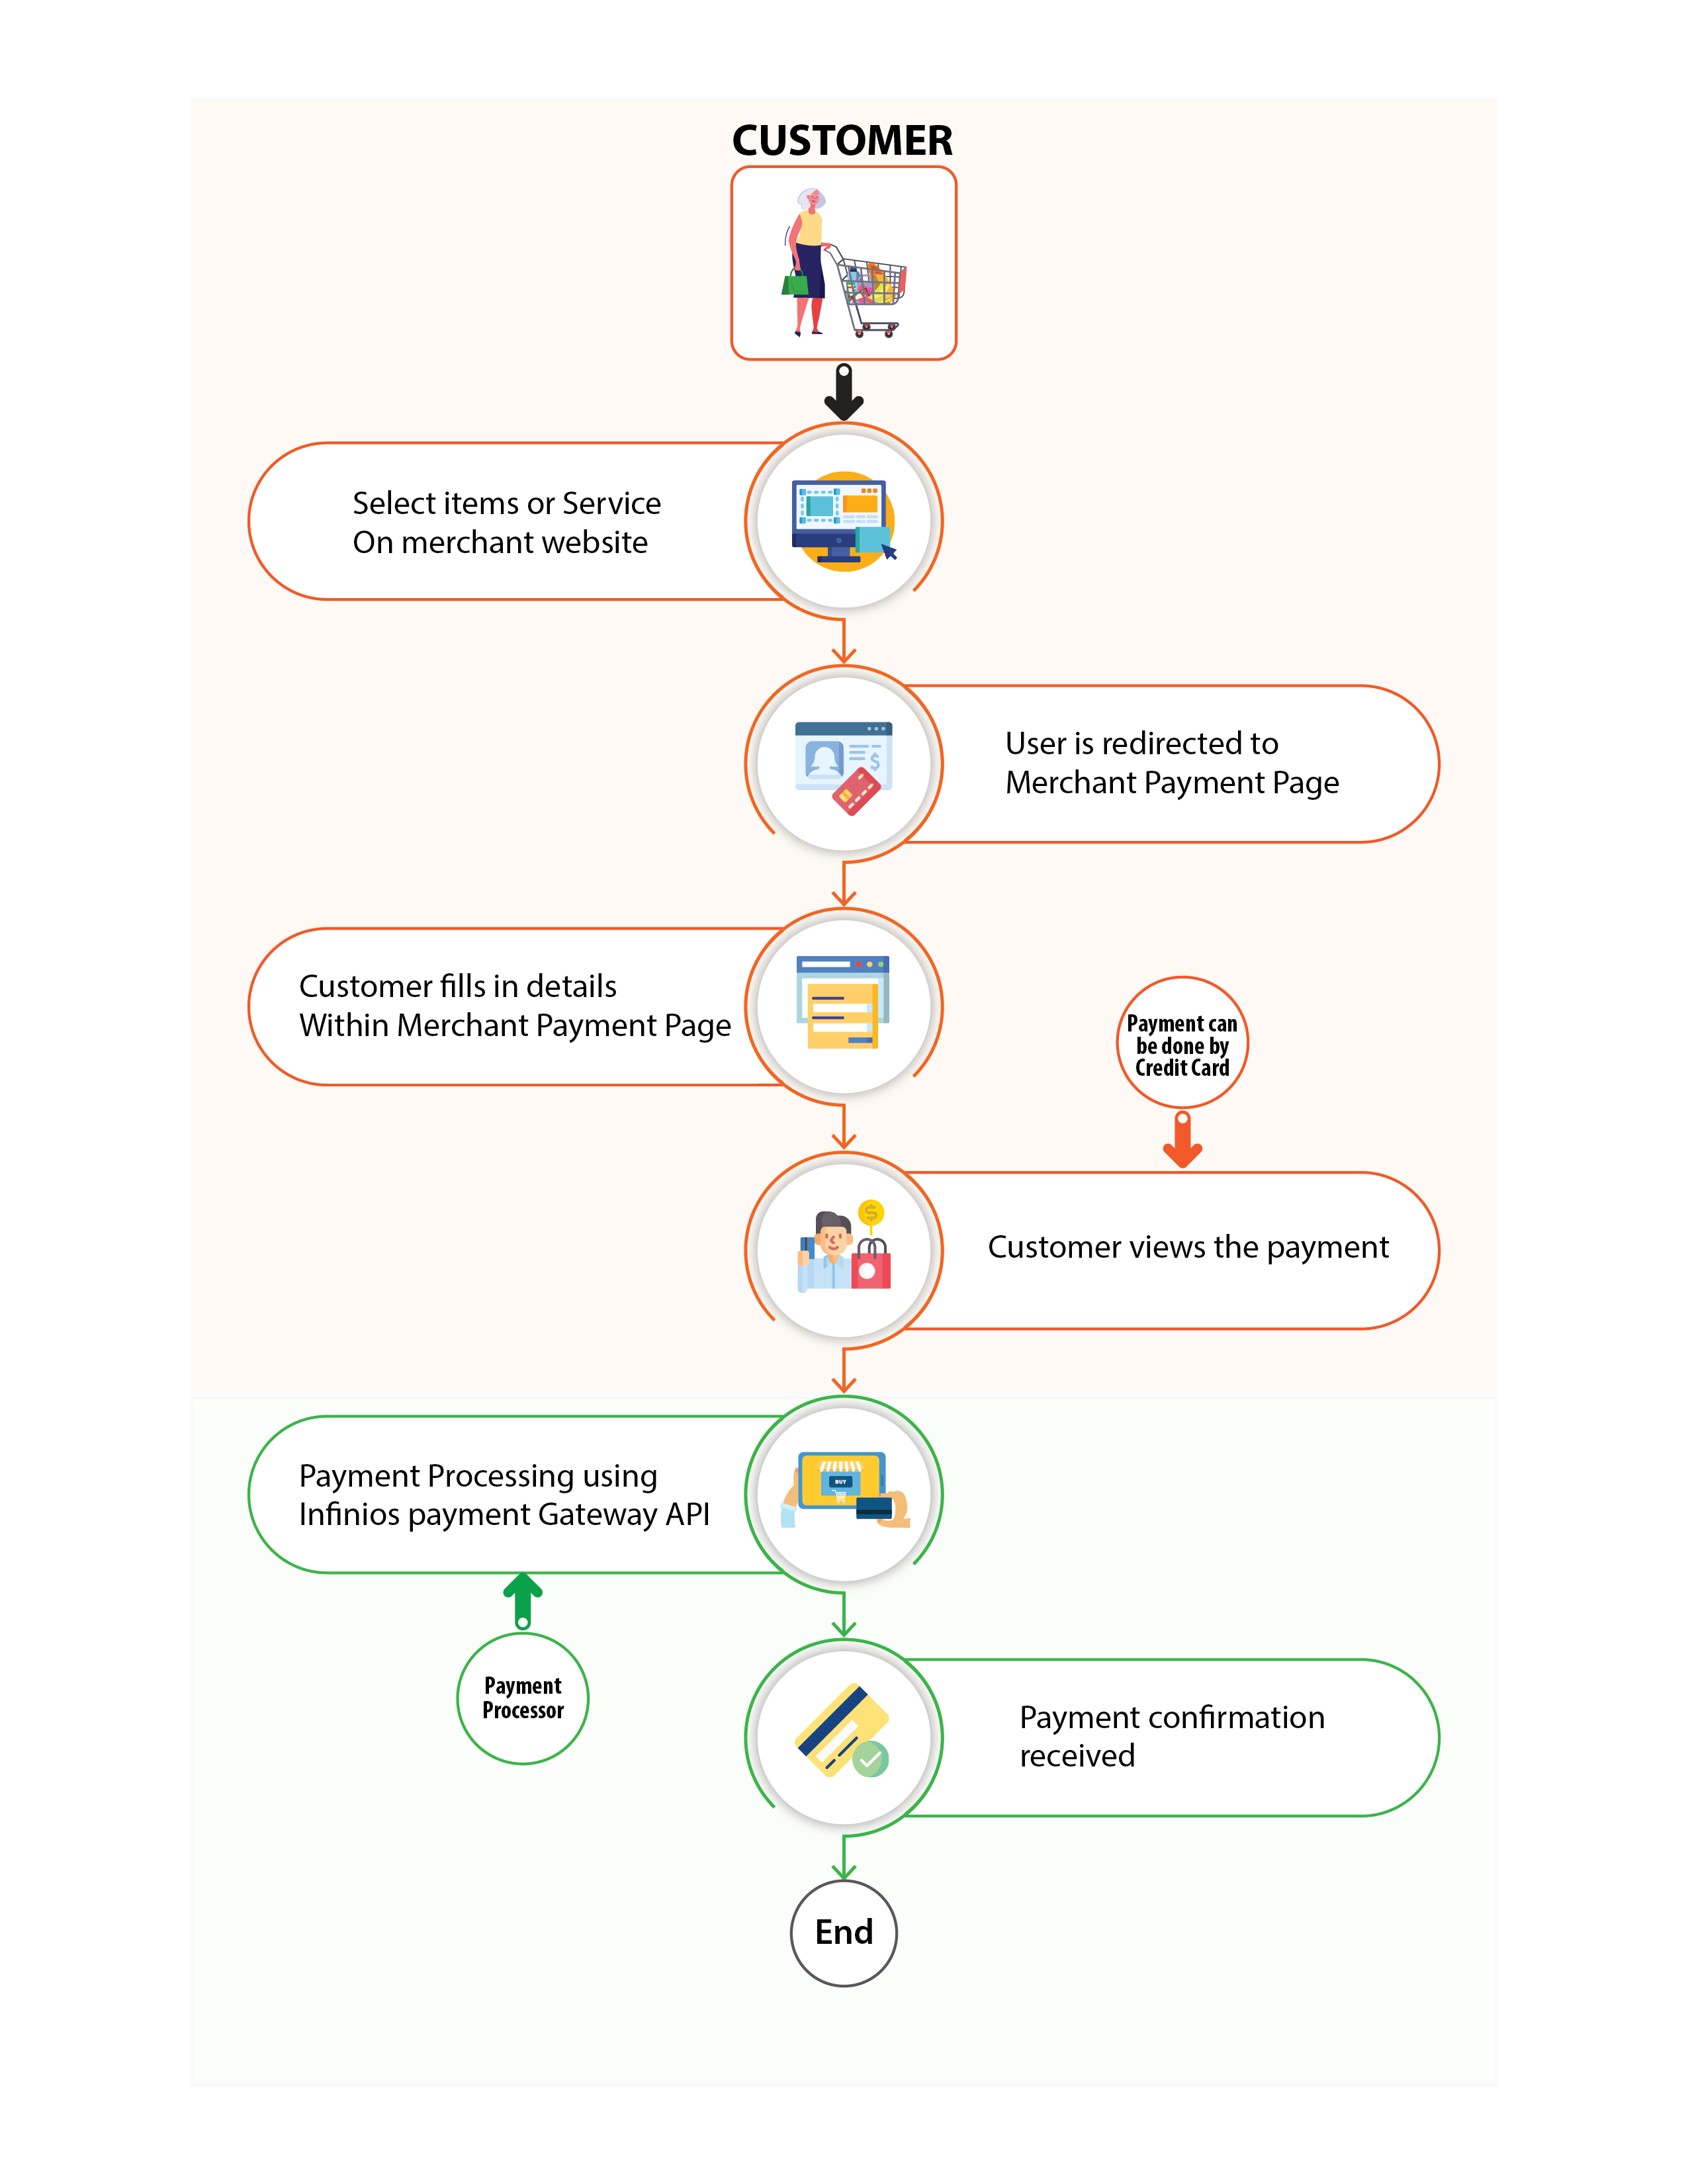 CUSTOMER
Select items or Service
On merchant website
User is redirected to
Merchant Payment Page
Customer fills in details
Within Merchant Payment Page
Payment can
be done by
Credit Card
Customer views the payment
Payment Processing using
Infinios payment Gateway API
BUY
Payment
Processor
Payment confirmation
received
End